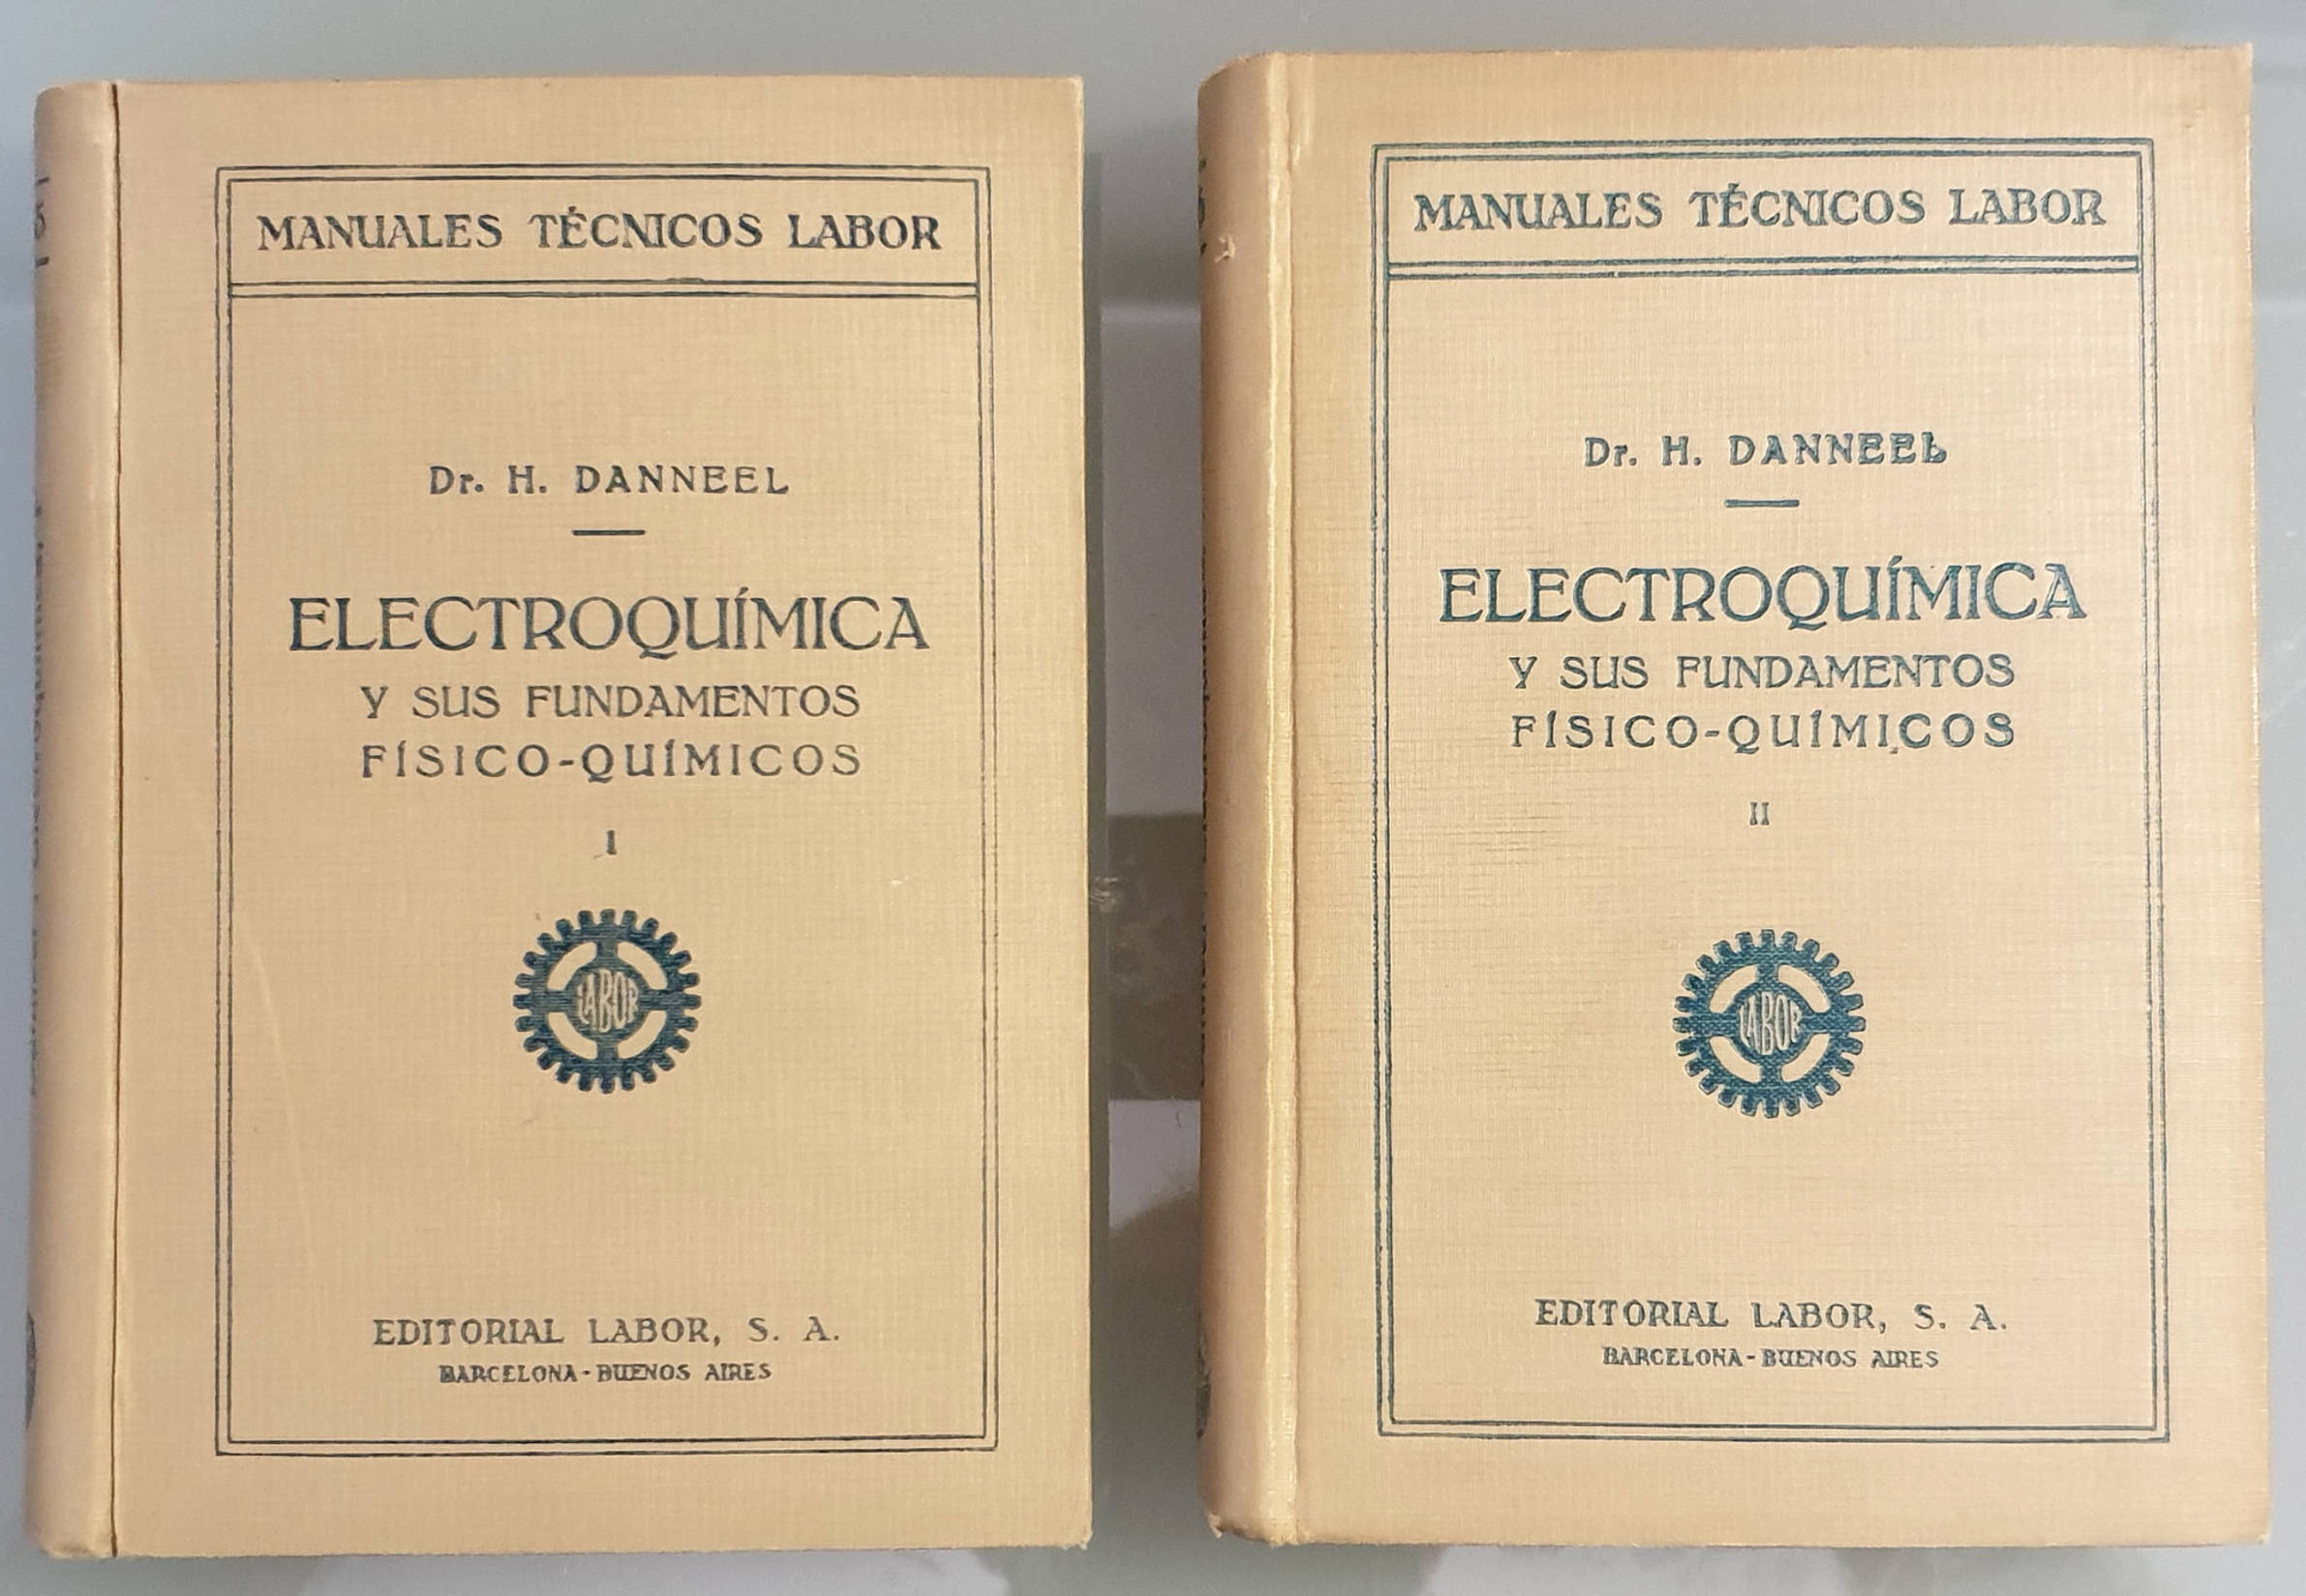 MANUALES TÉCNICOS LABOR
Dr. H. DANNEEL
ELECTROQUÍMICA
Y SUS FUNDAMENTOS
FÍSICO-QUÍMICOS
I
LABOR
EDITORIAL LABOR, S. A.
BARCELONA-BUENOS AIRES
MANUALES TÉCNICOS LABOR
Dr. H. DANNEEL
ELECTROQUÍMICA
Y SUS FUNDAMENTOS
FÍSICO-QUÍMICOS
II
LABOR
EDITORIAL LABOR, S. A.
BARCELONA-BUENOS AIRES